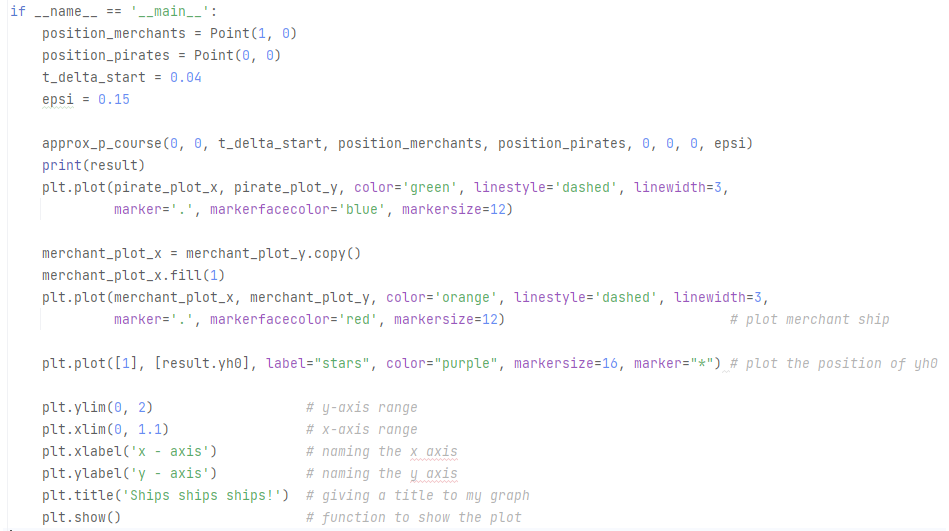 if __name__ == '__main__':
    position_merchants = Point(1, 0)
    position_pirates = Point(0, 0)
    t_delta_start = 0.04
    epsi = 0.15

    approx_p_course(0, 0, t_delta_start, position_merchants, position_pirates, 0, 0, 0, epsi)
    print(result)
    plt.plot(pirate_plot_x, pirate_plot_y, color='green', linestyle='dashed', linewidth=3,
             marker='.', markerfacecolor='blue', markersize=12)

    merchant_plot_x = merchant_plot_y.copy()
    merchant_plot_x.fill(1)
    plt.plot(merchant_plot_x, merchant_plot_y, color='orange', linestyle='dashed', linewidth=3,
             marker='.', markerfacecolor='red', markersize=12)                            # plot merchant ship

    plt.plot([1], [result.yh0], label="stars", color="purple", markersize=16, marker="*") # plot the position of yh0

    plt.ylim(0, 2)                   # y-axis range
    plt.xlim(0, 1.1)                 # x-axis range
    plt.xlabel('x - axis')           # naming the x axis
    plt.ylabel('y - axis')           # naming the y axis
    plt.title('Ships ships ships!')  # giving a title to my graph
    plt.show()                       # function to show the plot